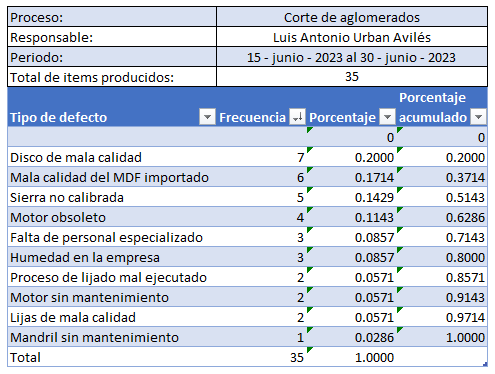 Proceso: Corte de aglomerados
Responsable: Luis Antonio Urban Avilés
Periodo: 15 - junio - 2023 al 30 - junio - 2023
Total de items producidos: 35
Tipo de defecto Frecuencia Porcentaje Porcentaje acumulado
0 0
Disco de mala calidad 7 0.2000 0.2000
Mala calidad del MDF importado 6 0.1714 0.3714
Sierra no calibrada 5 0.1429 0.5143
Motor obsoleto 4 0.1143 0.6286
Falta de personal especializado 3 0.0857 0.7143
Humedad en la empresa 3 0.0857 0.8000
Proceso de lijado mal ejecutado 2 0.0571 0.8571
Motor sin mantenimiento 2 0.0571 0.9143
Lijas de mala calidad 2 0.0571 0.9714
Mandril sin mantenimiento 1 0.0286 1.0000
Total 35 1.0000